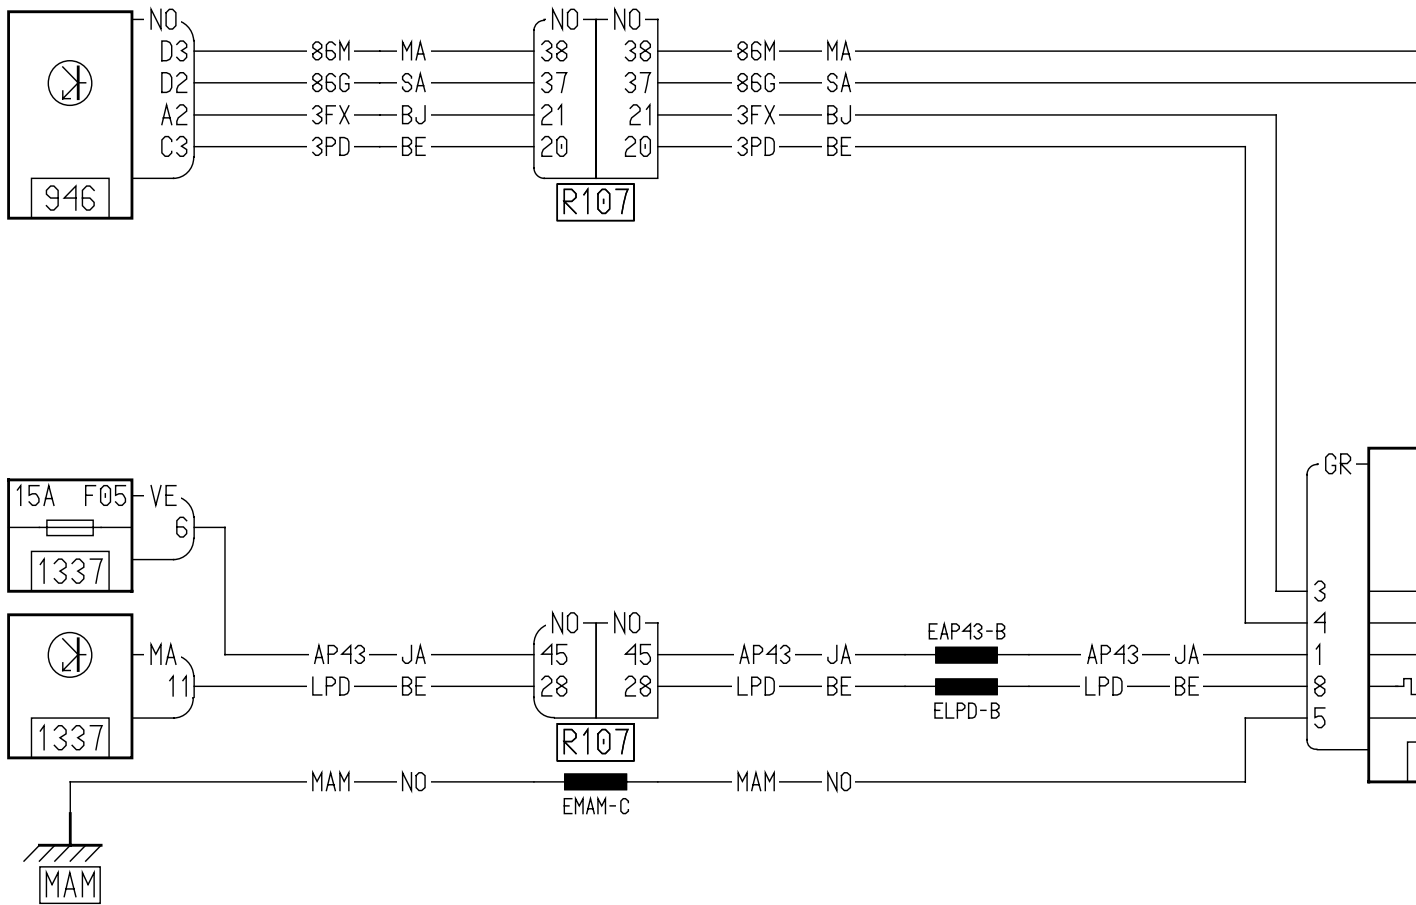 NO NO NO
D3 86M MA 38 38 86M MA
D2 86G SA 37 37 86G SA
A2 3FX BJ 21 21 3FX BJ
C3 3PD BE 20 20 3PD BE
946 R107
GR
15A F05 VE
6
1337
3
NO NO 4
MA AP43 JA 45 45 AP43 JA EAP43-B AP43 JA 1
11 LPD BE 28 28 LPD BE ELPD-B LPD BE 8
5
1337 R107
MAM NO EMAM-C MAM NO
MAM